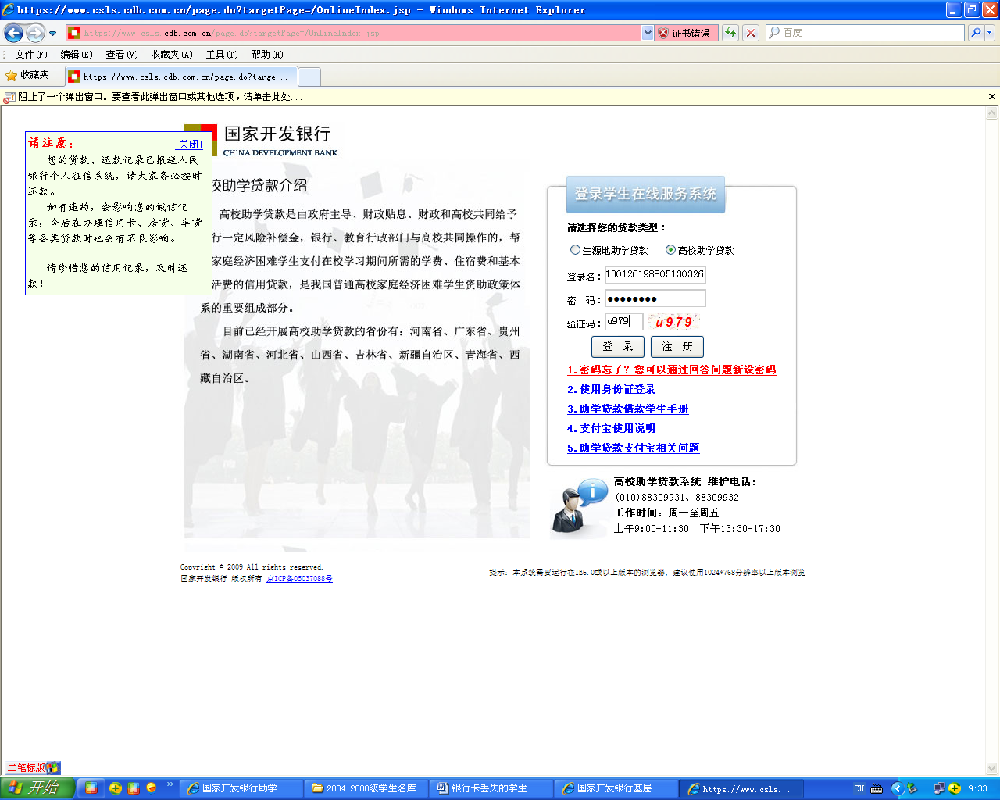 https://www.csls.cdb.com.cn/page.do?targetPage=/OnlineIndex.jsp - Windows Internet Explorer
https://www.csls.cdb.com.cn/page.do?targetPage=/OnlineIndex.jsp
证书错误
百度
文件(F) 编辑(E) 查看(V) 收藏夹(A) 工具(T) 帮助(H)
收藏夹
https://www.csls.cdb.com.cn/page.do?targe...
阻止了一个弹出窗口。要查看此弹出窗口或其他选项，请单击此处...
国家开发银行
CHINA DEVELOPMENT BANK
请注意：
[关闭]
您的贷款、还款记录已报送人民
银行个人征信系统，请大家务必按时
还款。
如有违约，会影响您的诚信记
录，今后在办理信用卡、房贷、车贷
等各类贷款时也会有不良影响。
请珍惜您的信用记录，及时还
款！
校助学贷款介绍
高校助学贷款是由政府主导、财政贴息、财政和高校共同给予
行一定风险补偿金，银行、教育行政部门与高校共同操作的，帮
家庭经济困难学生支付在校学习期间所需的学费、住宿费和基本
活费的信用贷款，是我国普通高校家庭经济困难学生资助政策体
系的重要组成部分。
目前已经开展高校助学贷款的省份有：河南省、广东省、贵州
省、湖南省、河北省、山西省、吉林省、新疆自治区、青海省、西
藏自治区。
登录学生在线服务系统
请选择您的贷款类型：
生源地助学贷款 高校助学贷款
登录名：130126198805130326
密 码：●●●●●●●●
验证码：u979 u979
登 录 注 册
1.密码忘了？您可以通过回答问题新设密码
2.使用身份证登录
3.助学贷款借款学生手册
4.支付宝使用说明
5.助学贷款支付宝相关问题
高校助学贷款系统 维护电话：
(010)88309931、88309932
工作时间：周一至周五
上午9:00-11:30 下午13:30-17:30
Copyright © 2009 All rights reserved.
国家开发银行 版权所有 京ICP备05037088号
提示：本系统需要运行在IE6.0或以上版本的浏览器；建议使用1024*768分辨率以上版本浏览
二笔标版
开始
国家开发银行助学...
2004-2008级学生名库
银行卡丢失的学生...
国家开发银行基层...
https://www.csls...
CH
9:33